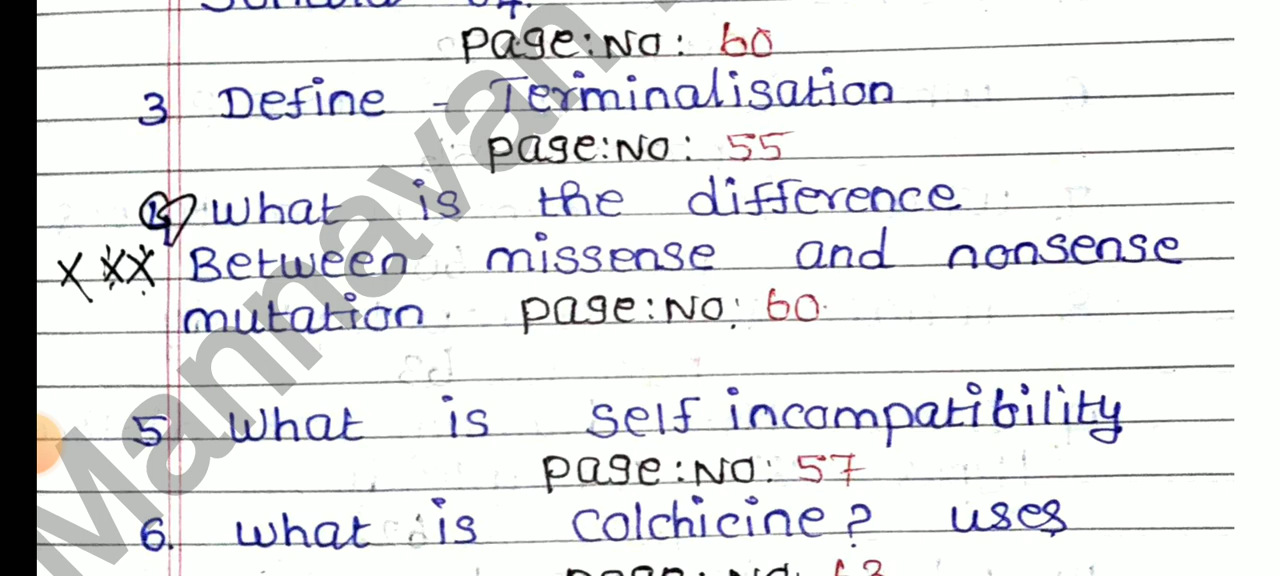 Page:No: 60
3 Define - Terminalisation
Page:No: 55
4 What is the difference
XXX Between missense and nonsense
mutation. Page:No: 60.
5 What is self incompatibility
Page:No: 57
6. What is Colchicine? uses
Mannavan